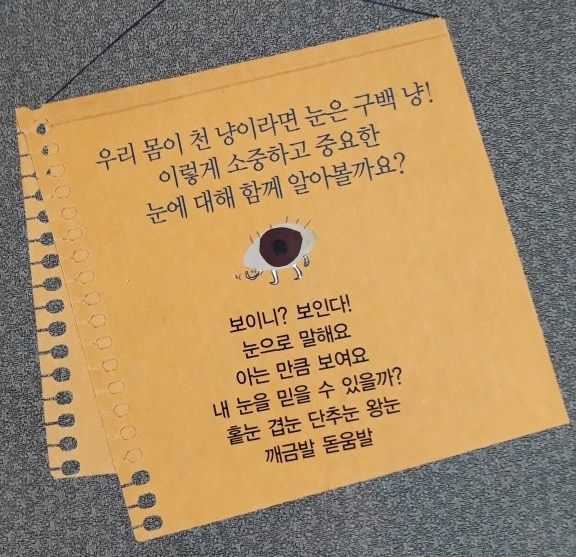 우리 몸이 천 냥이라면 눈은 구백 냥!
이렇게 소중하고 중요한
눈에 대해 함께 알아볼까요?
보이니? 보인다!
눈으로 말해요
아는 만큼 보여요
내 눈을 믿을 수 있을까?
홑눈 겹눈 단추눈 왕눈
깨금발 돋움발